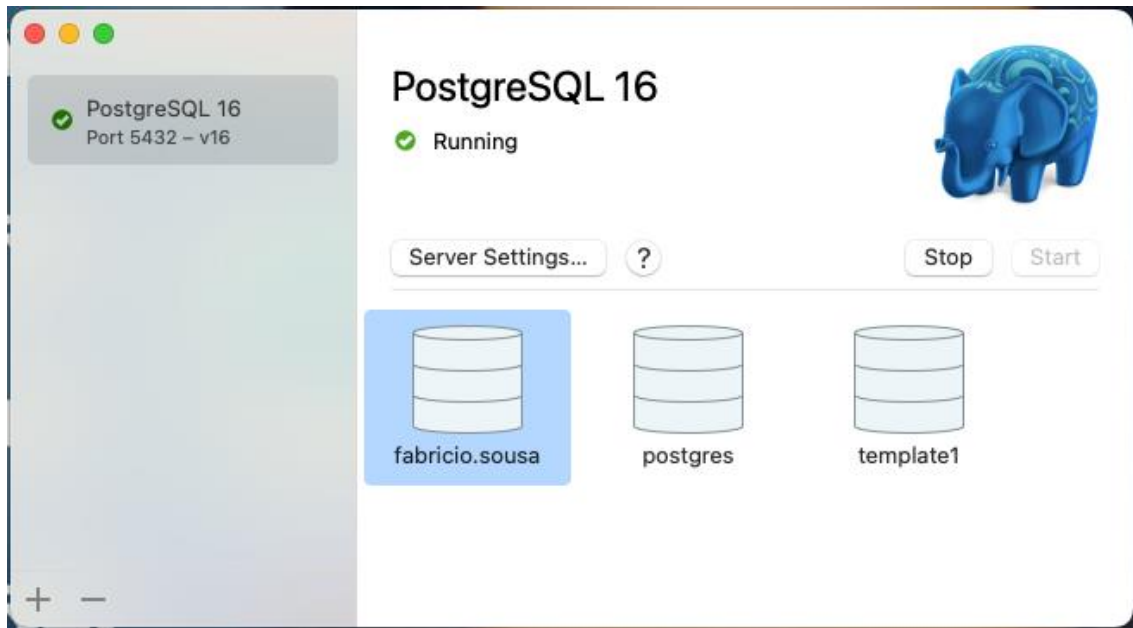 PostgreSQL 16
Port 5432 – v16
PostgreSQL 16
Running
Server Settings...
?
Stop
Start
fabricio.sousa
postgres
template1